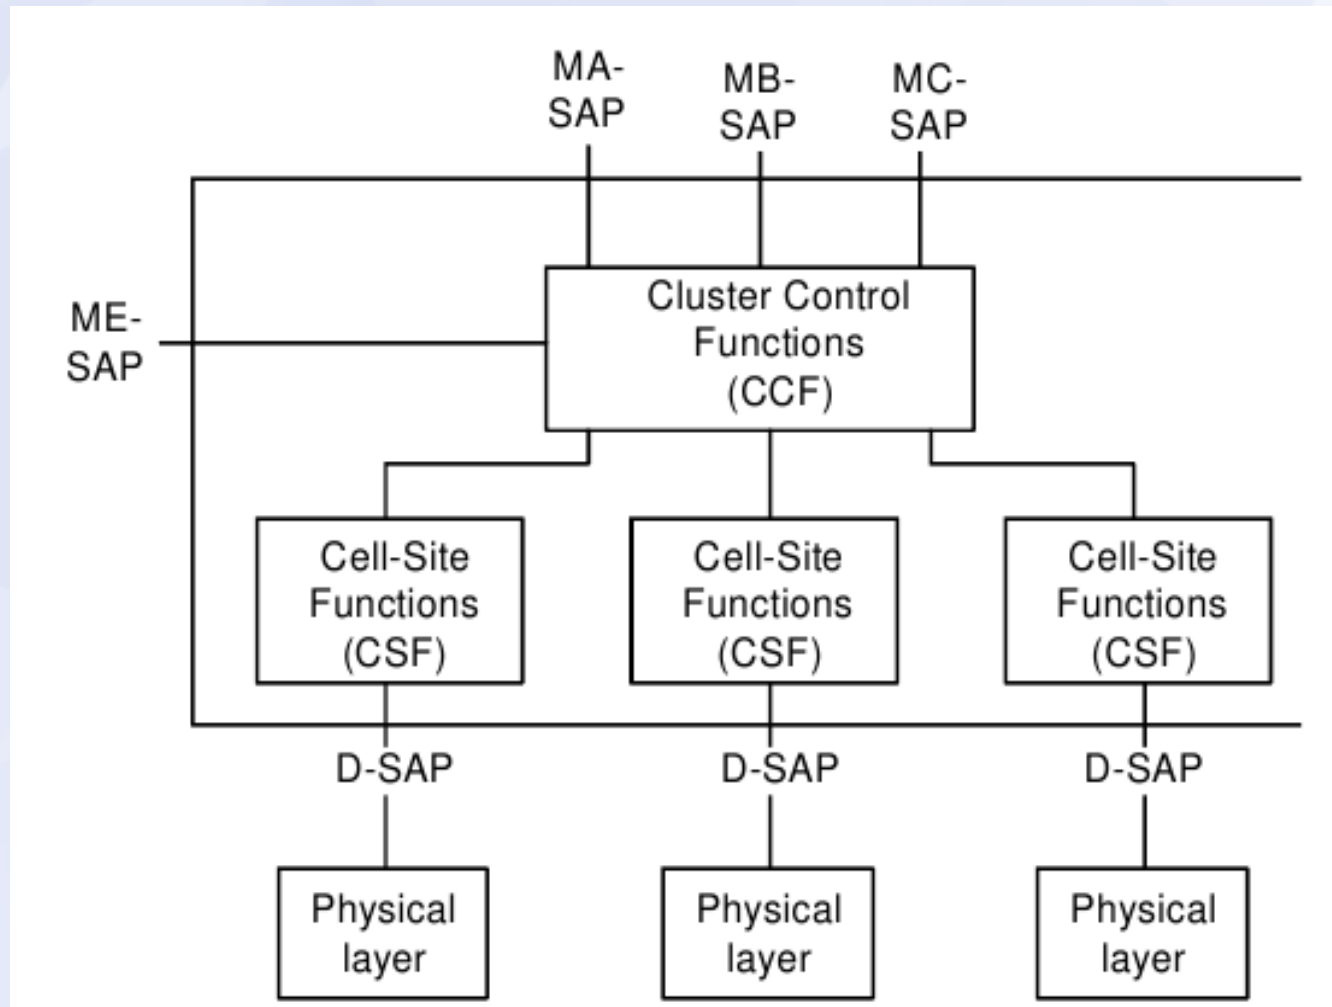 MA-
SAP
MB-
SAP
MC-
SAP
ME-
SAP
Cluster Control
Functions
(CCF)
Cell-Site
Functions
(CSF)
Cell-Site
Functions
(CSF)
Cell-Site
Functions
(CSF)
D-SAP
D-SAP
D-SAP
Physical
layer
Physical
layer
Physical
layer